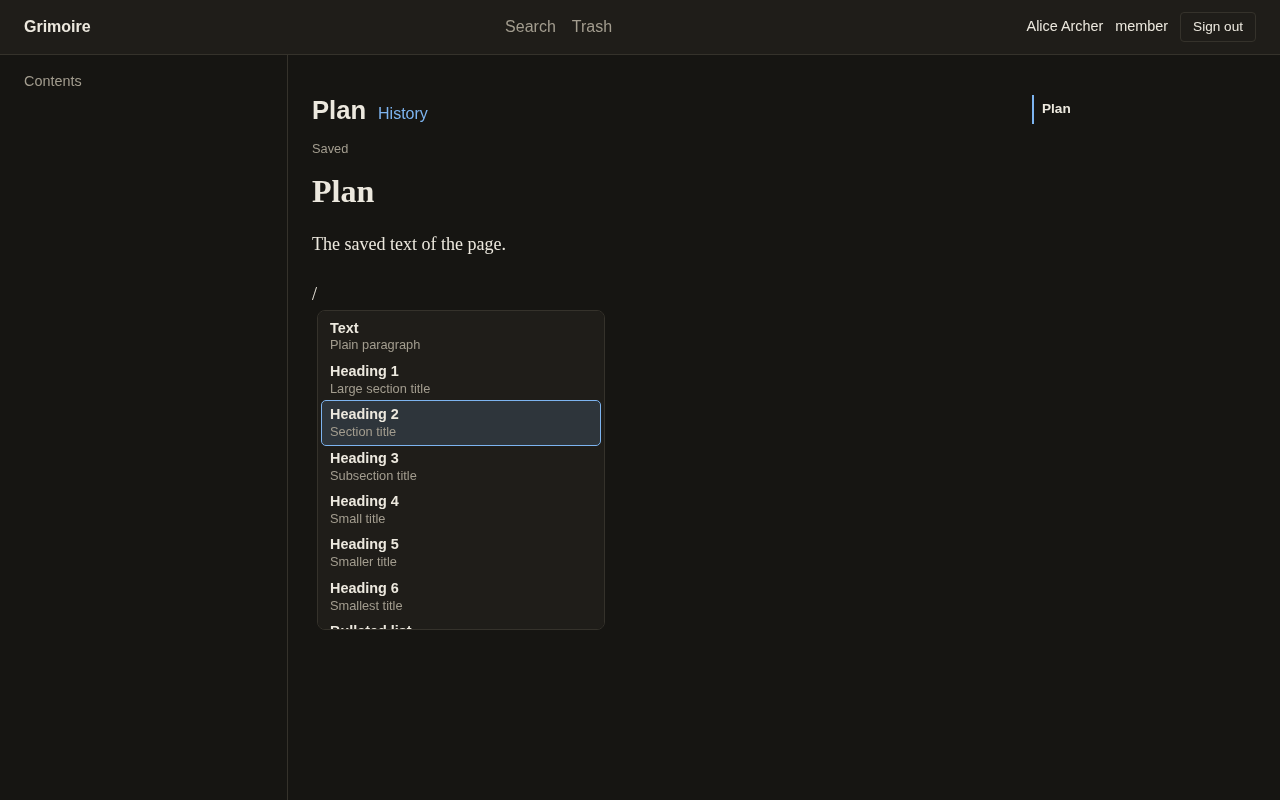 Grimoire
Search Trash
Alice Archer member Sign out
Contents
Plan History
Saved
Plan
The saved text of the page.
/
Text
Plain paragraph
Heading 1
Large section title
Heading 2
Section title
Heading 3
Subsection title
Heading 4
Small title
Heading 5
Smaller title
Heading 6
Smallest title
Bulleted list
Plan